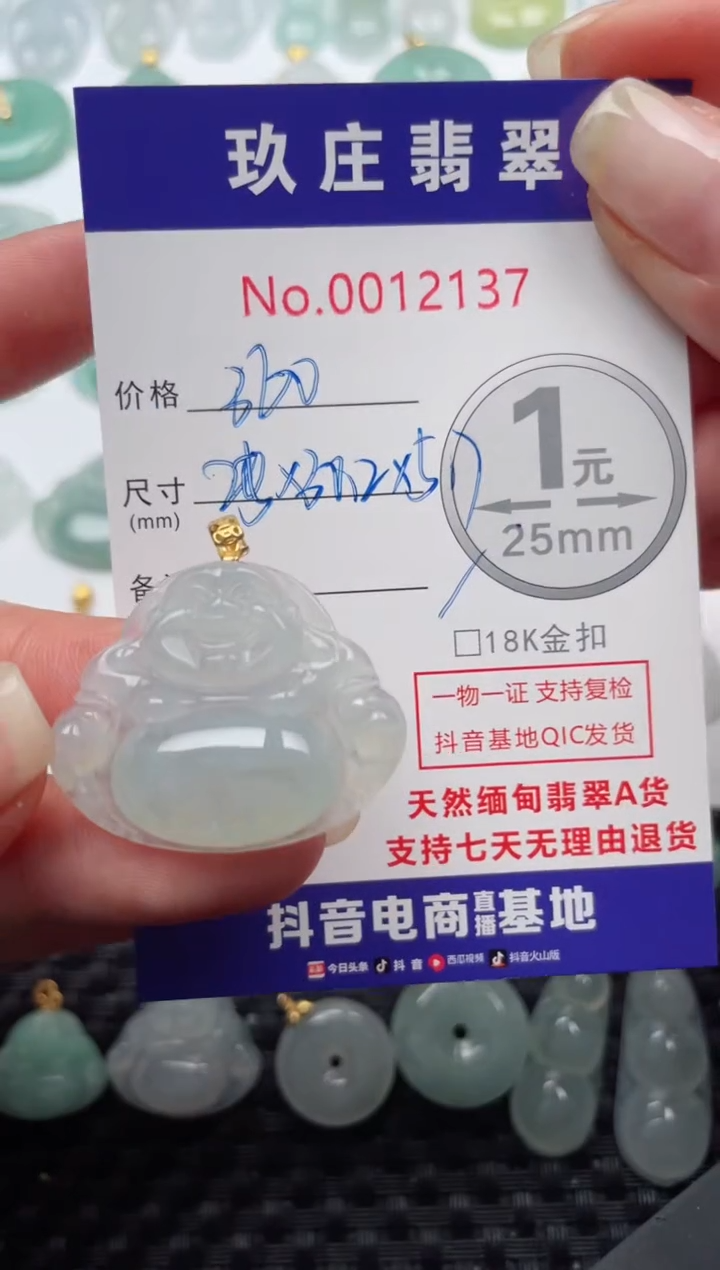 玖庄翡翠
No.0012137
价格
尺寸
(mm)
1元
25mm
□18K金扣
一物一证 支持复检
抖音基地QIC发货
天然缅甸翡翠A货
支持七天无理由退货
抖音电商直播基地
今日头条 抖音 西瓜视频 抖音火山版